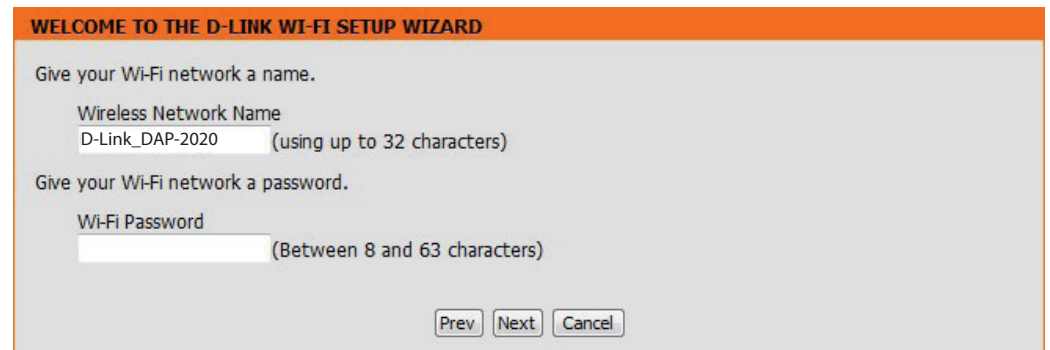 WELCOME TO THE D-LINK WI-FI SETUP WIZARD
Give your Wi-Fi network a name.
Wireless Network Name
D-Link_DAP-2020 (using up to 32 characters)
Give your Wi-Fi network a password.
Wi-Fi Password
(Between 8 and 63 characters)
Prev Next Cancel